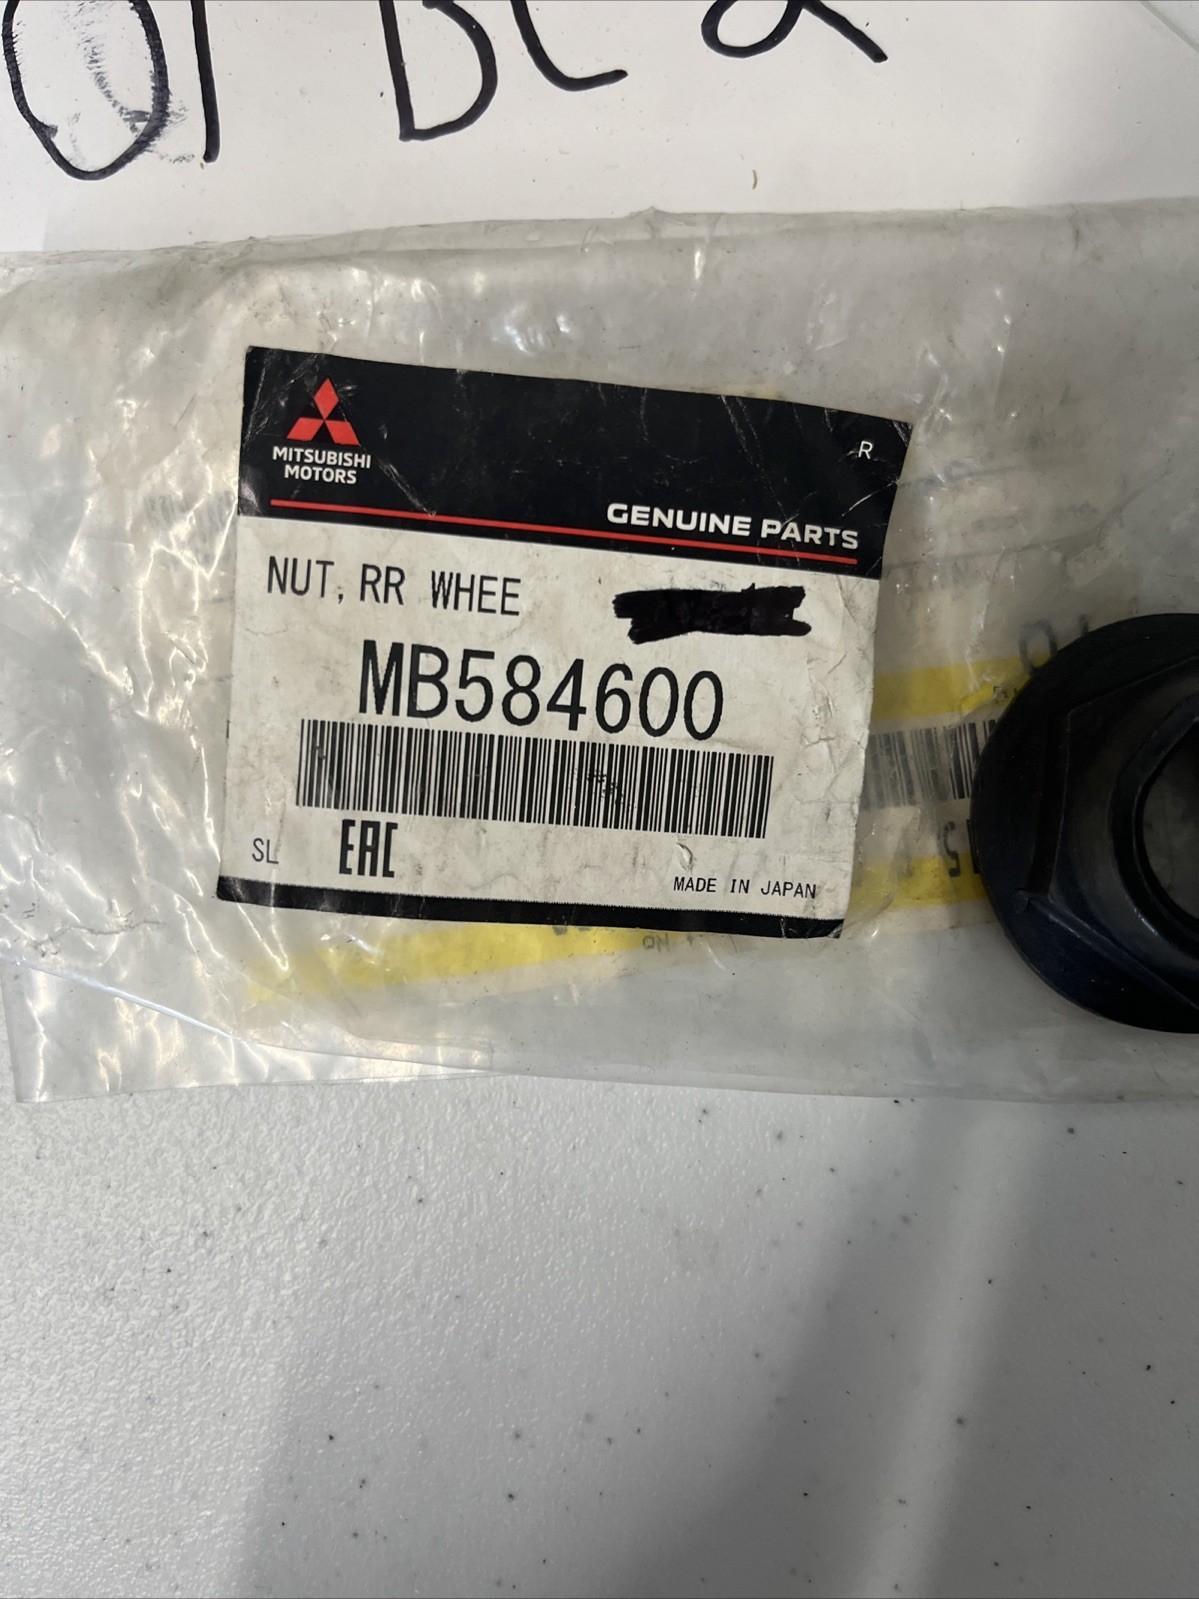 MITSUBISHI
MOTORS
R
GENUINE PARTS
NUT, RR WHEE
MB584600
SL
EAC
MADE IN JAPAN